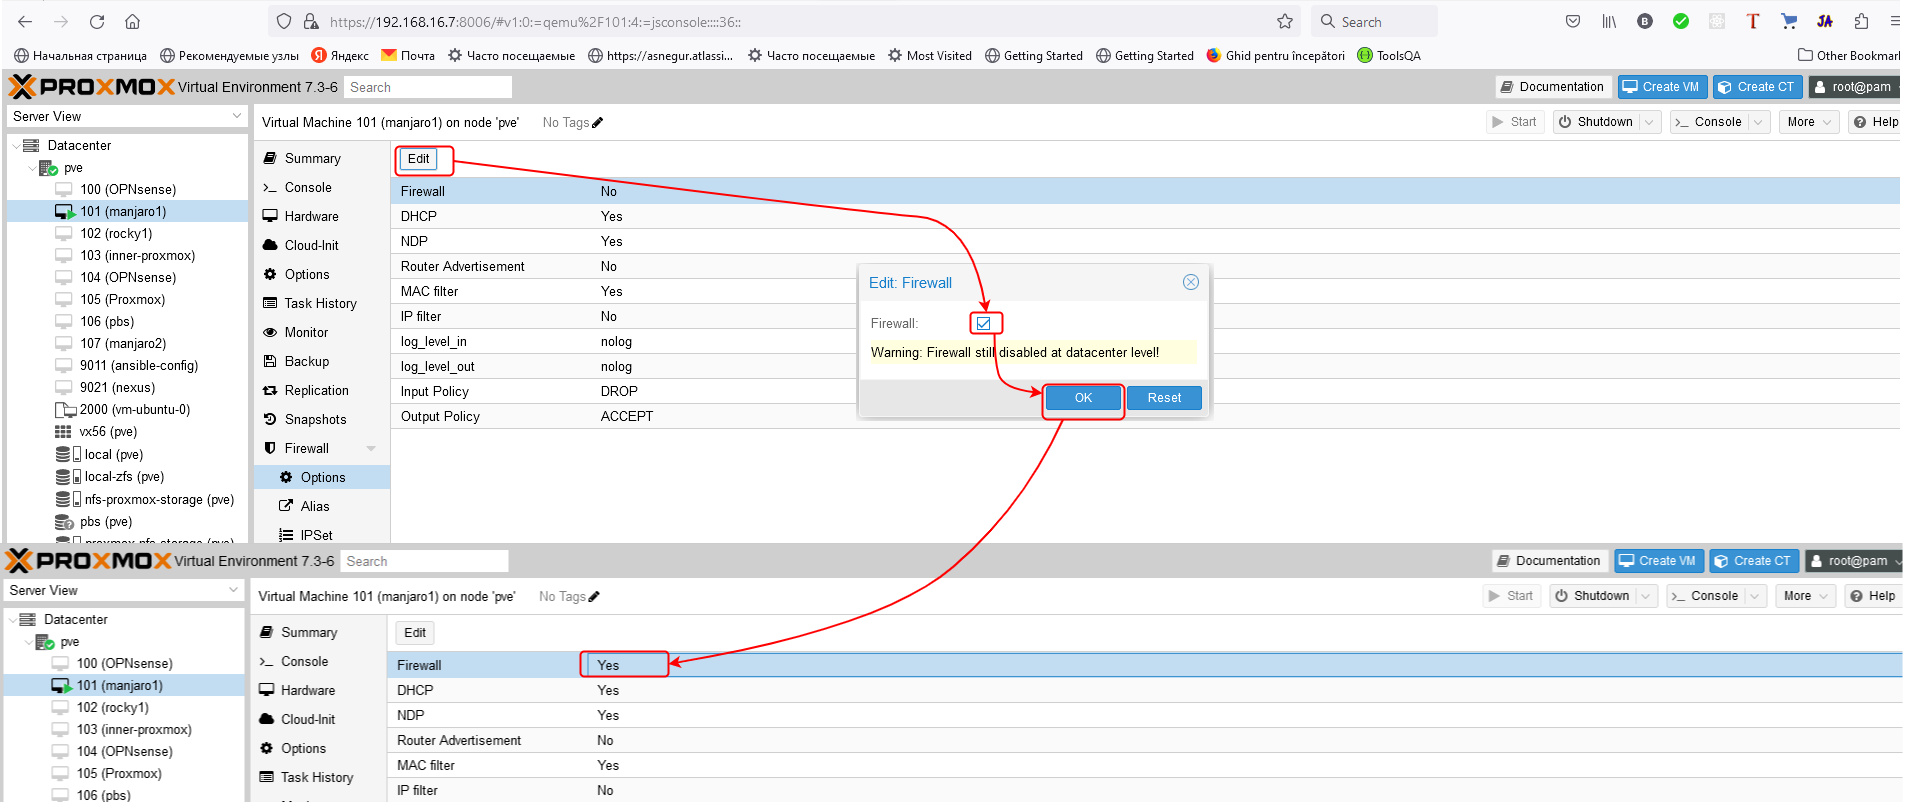 https://192.168.16.7:8006/#v1:0:=qemu%2F101:4:=jsconsole::::36::
Search
Начальная страница Рекомендуемые узлы Яндекс Почта Часто посещаемые https://asnegur.atlassi... Часто посещаемые Most Visited Getting Started Getting Started Ghid pentru începători ToolsQA Other Bookmar
PROXMOX Virtual Environment 7.3-6 Search Documentation Create VM Create CT root@pam
Server View
Virtual Machine 101 (manjaro1) on node 'pve' No Tags Start Shutdown Console More Help
Datacenter
pve
100 (OPNsense)
101 (manjaro1)
102 (rocky1)
103 (inner-proxmox)
104 (OPNsense)
105 (Proxmox)
106 (pbs)
107 (manjaro2)
9011 (ansible-config)
9021 (nexus)
2000 (vm-ubuntu-0)
vx56 (pve)
local (pve)
local-zfs (pve)
nfs-proxmox-storage (pve)
pbs (pve)
proxmox-nfs-storage (pve)
Summary
Console
Hardware
Cloud-Init
Options
Task History
Monitor
Backup
Replication
Snapshots
Firewall
Options
Alias
IPSet
Edit
Firewall No
DHCP Yes
NDP Yes
Router Advertisement No
MAC filter Yes
IP filter No
log_level_in nolog
log_level_out nolog
Input Policy DROP
Output Policy ACCEPT
Edit: Firewall
Firewall:
Warning: Firewall still disabled at datacenter level!
OK Reset
PROXMOX Virtual Environment 7.3-6 Search Documentation Create VM Create CT root@pam
Server View
Virtual Machine 101 (manjaro1) on node 'pve' No Tags Start Shutdown Console More Help
Datacenter
pve
100 (OPNsense)
101 (manjaro1)
102 (rocky1)
103 (inner-proxmox)
104 (OPNsense)
105 (Proxmox)
106 (pbs)
Summary
Console
Hardware
Cloud-Init
Options
Task History
Edit
Firewall Yes
DHCP Yes
NDP Yes
Router Advertisement No
MAC filter Yes
IP filter No